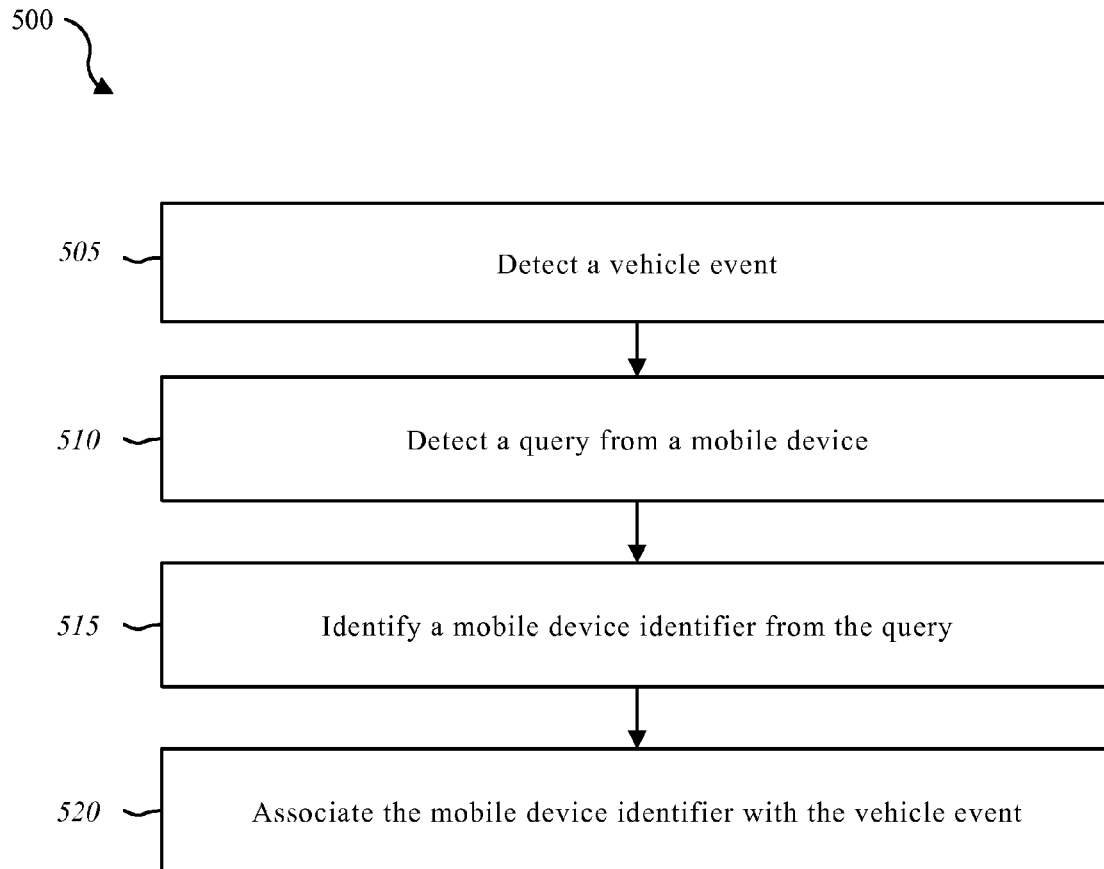 500
505
Detect a vehicle event
510
Detect a query from a mobile device
515
Identify a mobile device identifier from the query
520
Associate the mobile device identifier with the vehicle event